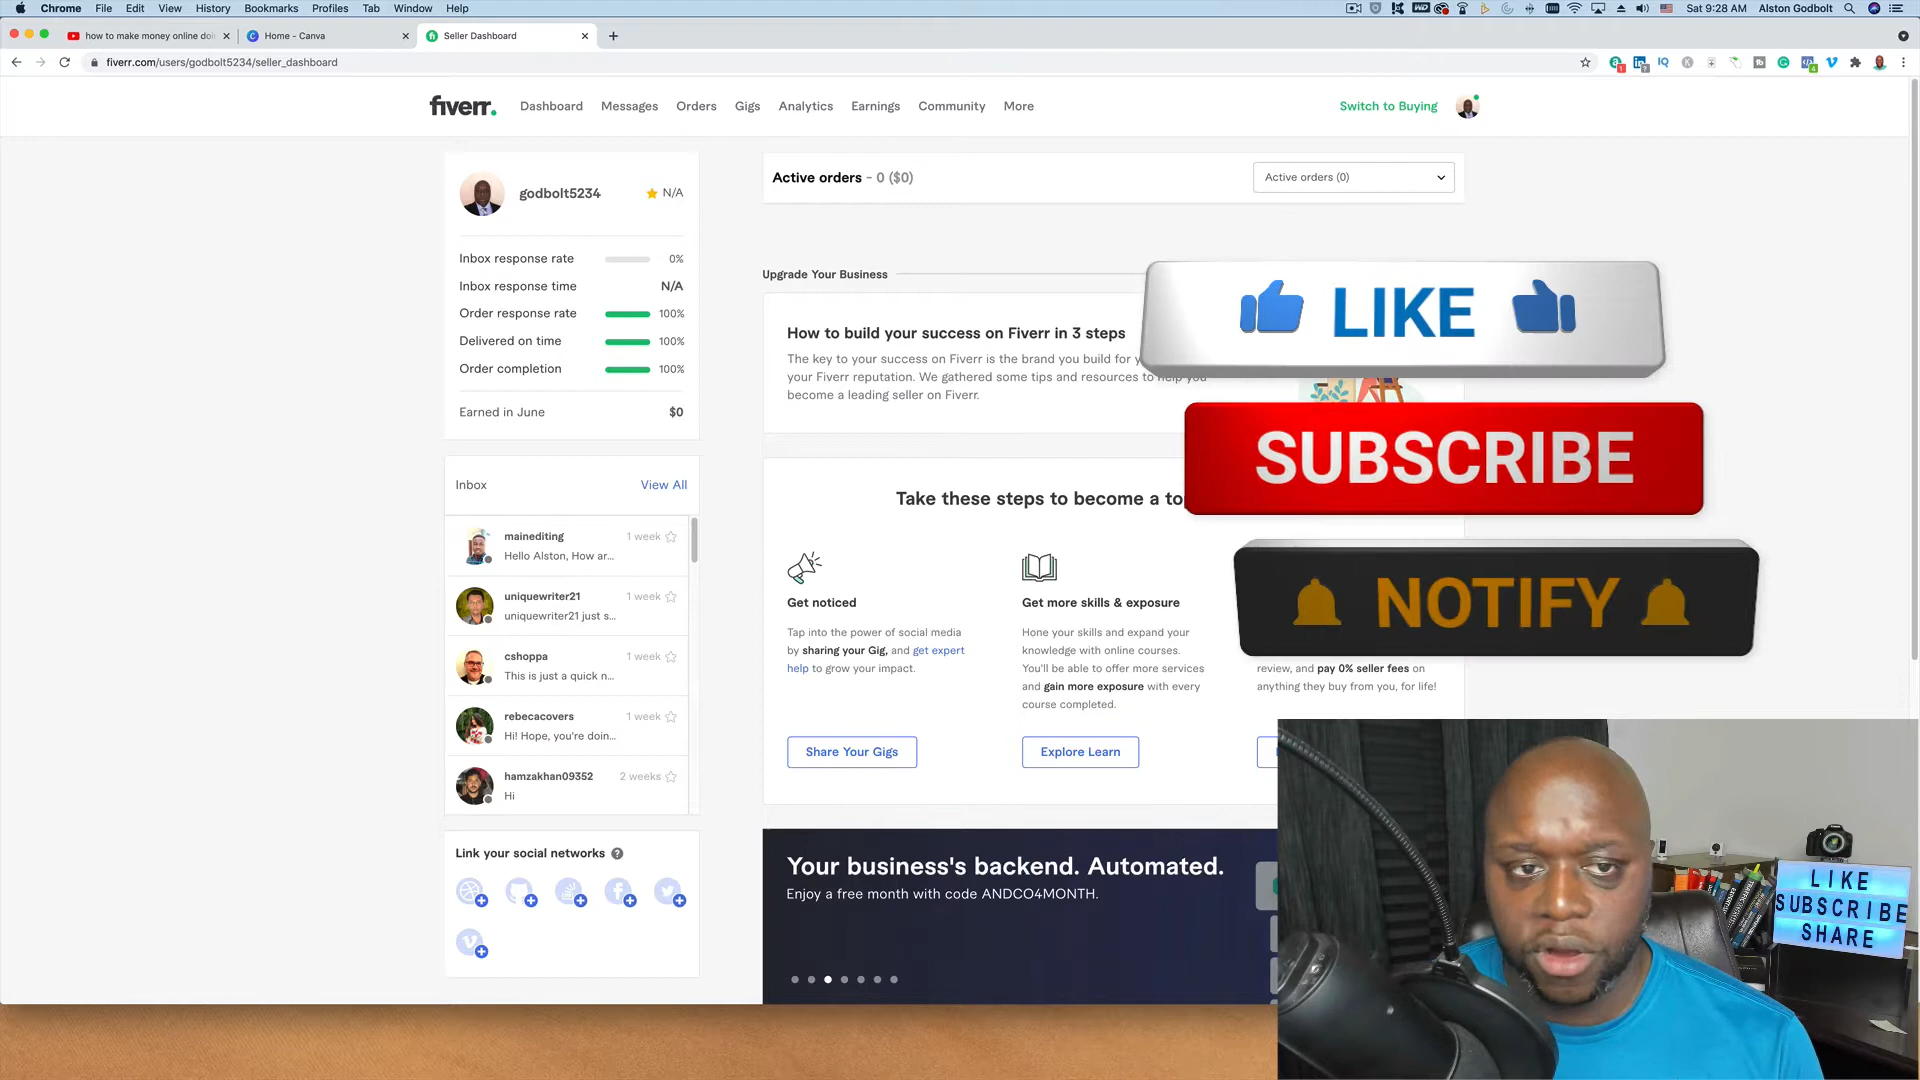 Chrome File Edit View History Bookmarks Profiles Tab Window Help
Sat 9:28 AM Alston Godbolt
how to make money online doi
Home - Canva
Seller Dashboard
fiverr.com/users/godbolt5234/seller_dashboard
fiverr.
Dashboard Messages Orders Gigs Analytics Earnings Community More
Switch to Buying
godbolt5234
N/A
Inbox response rate 0%
Inbox response time N/A
Order response rate 100%
Delivered on time 100%
Order completion 100%
Earned in June $0
Inbox View All
mainediting 1 week
Hello Alston, How ar...
uniquewriter21 1 week
uniquewriter21 just s...
cshoppa 1 week
This is just a quick n...
rebecacovers 1 week
Hi! Hope, you're doin...
hamzakhan09352 2 weeks
Hi
Link your social networks
Active orders - 0 ($0)
Active orders (0)
Upgrade Your Business
How to build your success on Fiverr in 3 steps
The key to your success on Fiverr is the brand you build for y
your Fiverr reputation. We gathered some tips and resources to help you
become a leading seller on Fiverr.
Take these steps to become a to
Get noticed
Tap into the power of social media
by sharing your Gig, and get expert
help to grow your impact.
Share Your Gigs
Get more skills & exposure
Hone your skills and expand your
knowledge with online courses.
You'll be able to offer more services
and gain more exposure with every
course completed.
Explore Learn
review, and pay 0% seller fees on
anything they buy from you, for life!
Your business's backend. Automated.
Enjoy a free month with code ANDCO4MONTH.
LIKE
SUBSCRIBE
NOTIFY
LIKE
SUBSCRIBE
SHARE